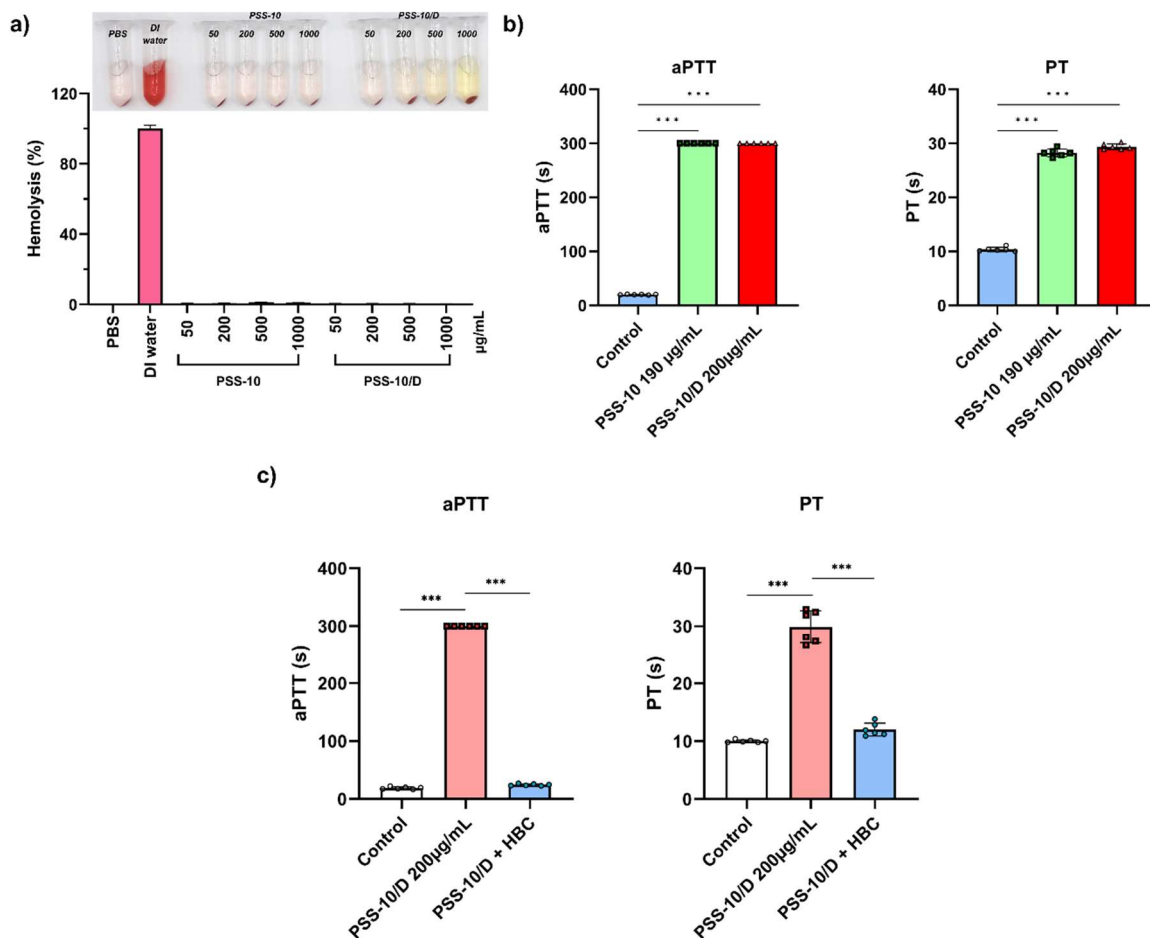 a)
PSS-10
PSS-10/D
PBS
DI
water
50 200 500 1000
50 200 500 1000
120
80
40
0
Hemolysis (%)
PBS
DI water
50
200
500
1000
50
200
500
1000
µg/mL
PSS-10
PSS-10/D
b)
aPTT
400
300
200
100
0
aPTT (s)
***
***
Control
PSS-10 190 µg/mL
PSS-10/D 200µg/mL
PT
40
30
20
10
0
PT (s)
***
***
Control
PSS-10 190 µg/mL
PSS-10/D 200µg/mL
c)
aPTT
400
300
200
100
0
aPTT (s)
***
***
Control
PSS-10/D 200µg/mL
PSS-10/D + HBC
PT
40
30
20
10
0
PT (s)
***
***
Control
PSS-10/D 200µg/mL
PSS-10/D + HBC